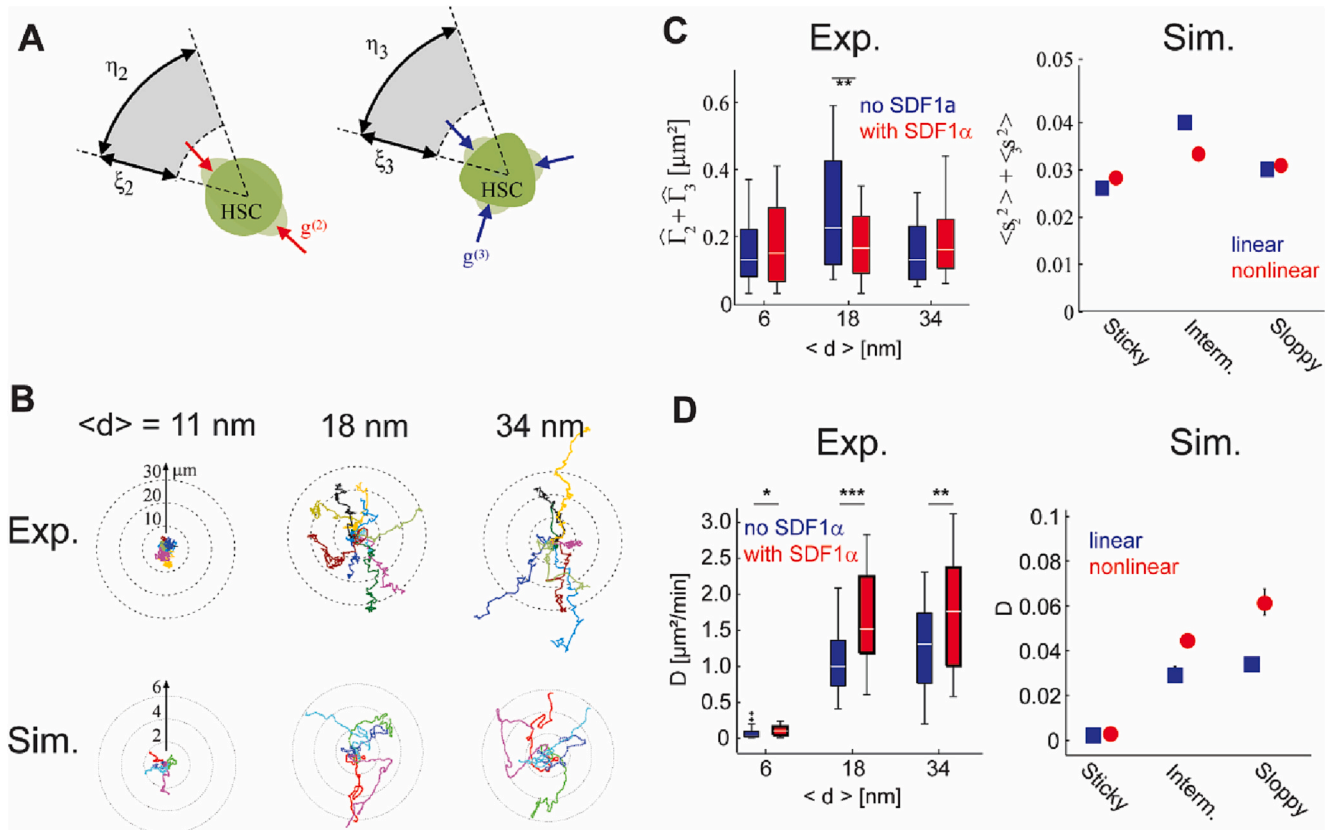 A
η2
ξ2
HSC
g(2)
η3
ξ3
HSC
g(3)
B
<d> = 11 nm
18 nm
34 nm
Exp.
μm
30
20
10
Sim.
6
4
2
C
Exp.
Γ̂2 + Γ̂3 [μm²]
0.6
0.4
0.2
0
**
no SDF1a
with SDF1α
6
18
34
< d > [nm]
Sim.
<s2²> + <s3²>
0.05
0.04
0.03
0.02
0.01
0
linear
nonlinear
Sticky
Interm.
Sloppy
D
Exp.
D [μm²/min]
3.0
2.5
2.0
1.5
1.0
0.5
0
*
***
**
no SDF1α
with SDF1α
6
18
34
< d > [nm]
Sim.
D
0.1
0.08
0.06
0.04
0.02
0
linear
nonlinear
Sticky
Interm.
Sloppy